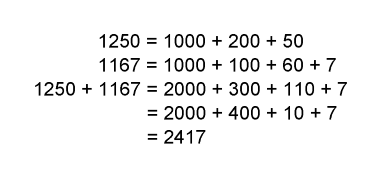 1250 = 1000 + 200 + 50
1167 = 1000 + 100 + 60 + 7
1250 + 1167 = 2000 + 300 + 110 + 7
= 2000 + 400 + 10 + 7
= 2417